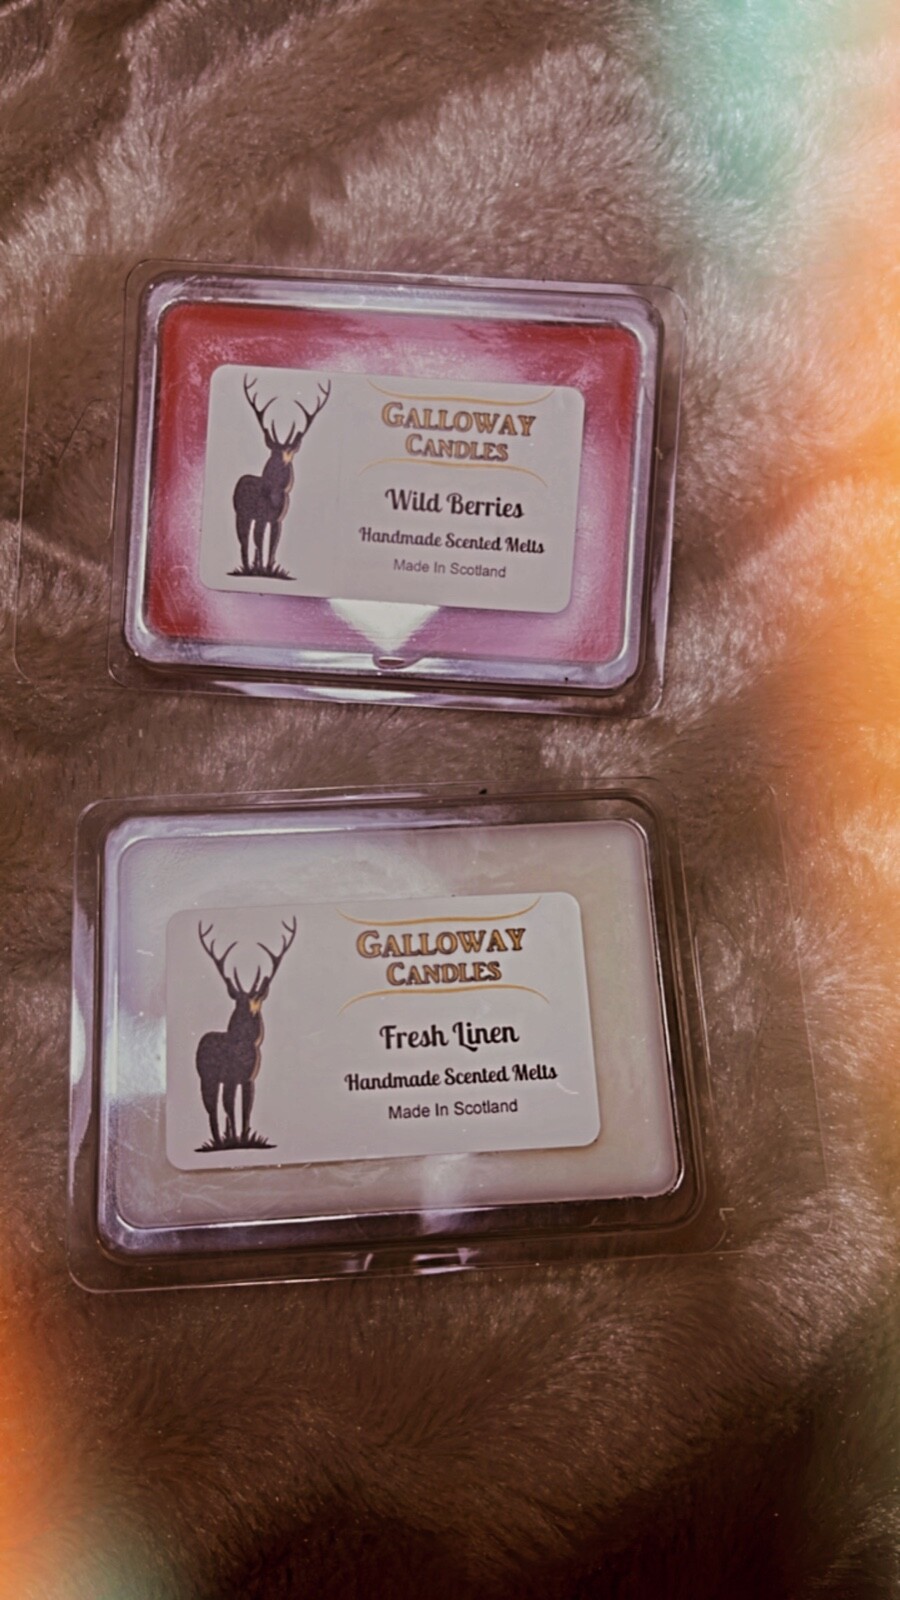 GALLOWAY
CANDLES
Wild Berries
Handmade Scented Melts
Made In Scotland
GALLOWAY
CANDLES
Fresh Linen
Handmade Scented Melts
Made In Scotland